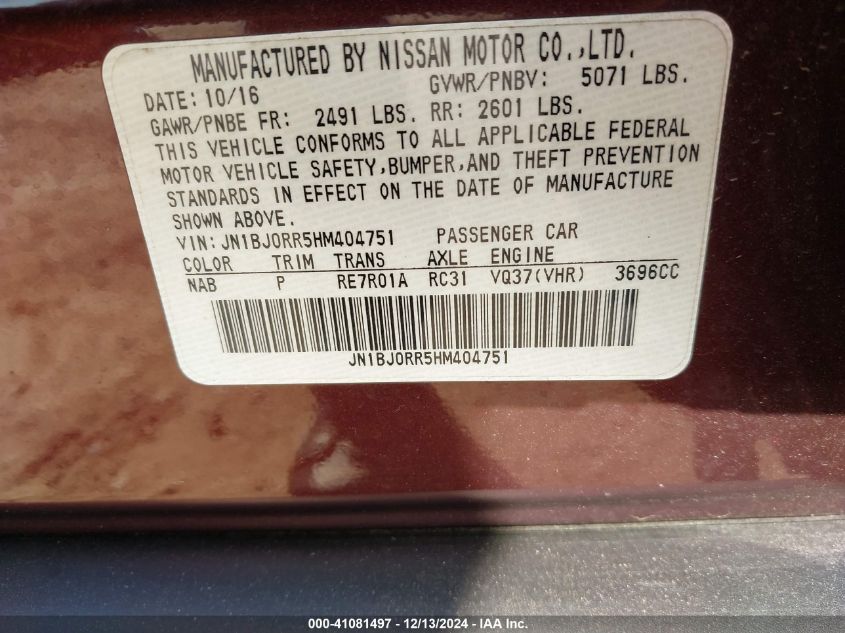 MANUFACTURED BY NISSAN MOTOR CO.,LTD.
DATE: 10/16 GVWR/PNBV: 5071 LBS.
GAWR/PNBE FR: 2491 LBS. RR: 2601 LBS.
THIS VEHICLE CONFORMS TO ALL APPLICABLE FEDERAL
MOTOR VEHICLE SAFETY,BUMPER,AND THEFT PREVENTION
STANDARDS IN EFFECT ON THE DATE OF MANUFACTURE
SHOWN ABOVE.
VIN: JN1BJ0RR5HM404751 PASSENGER CAR
COLOR TRIM TRANS AXLE ENGINE
NAB P RE7R01A RC31 VQ37(VHR) 3696CC
JN1BJ0RR5HM404751
000-41081497 - 12/13/2024 - IAA Inc.